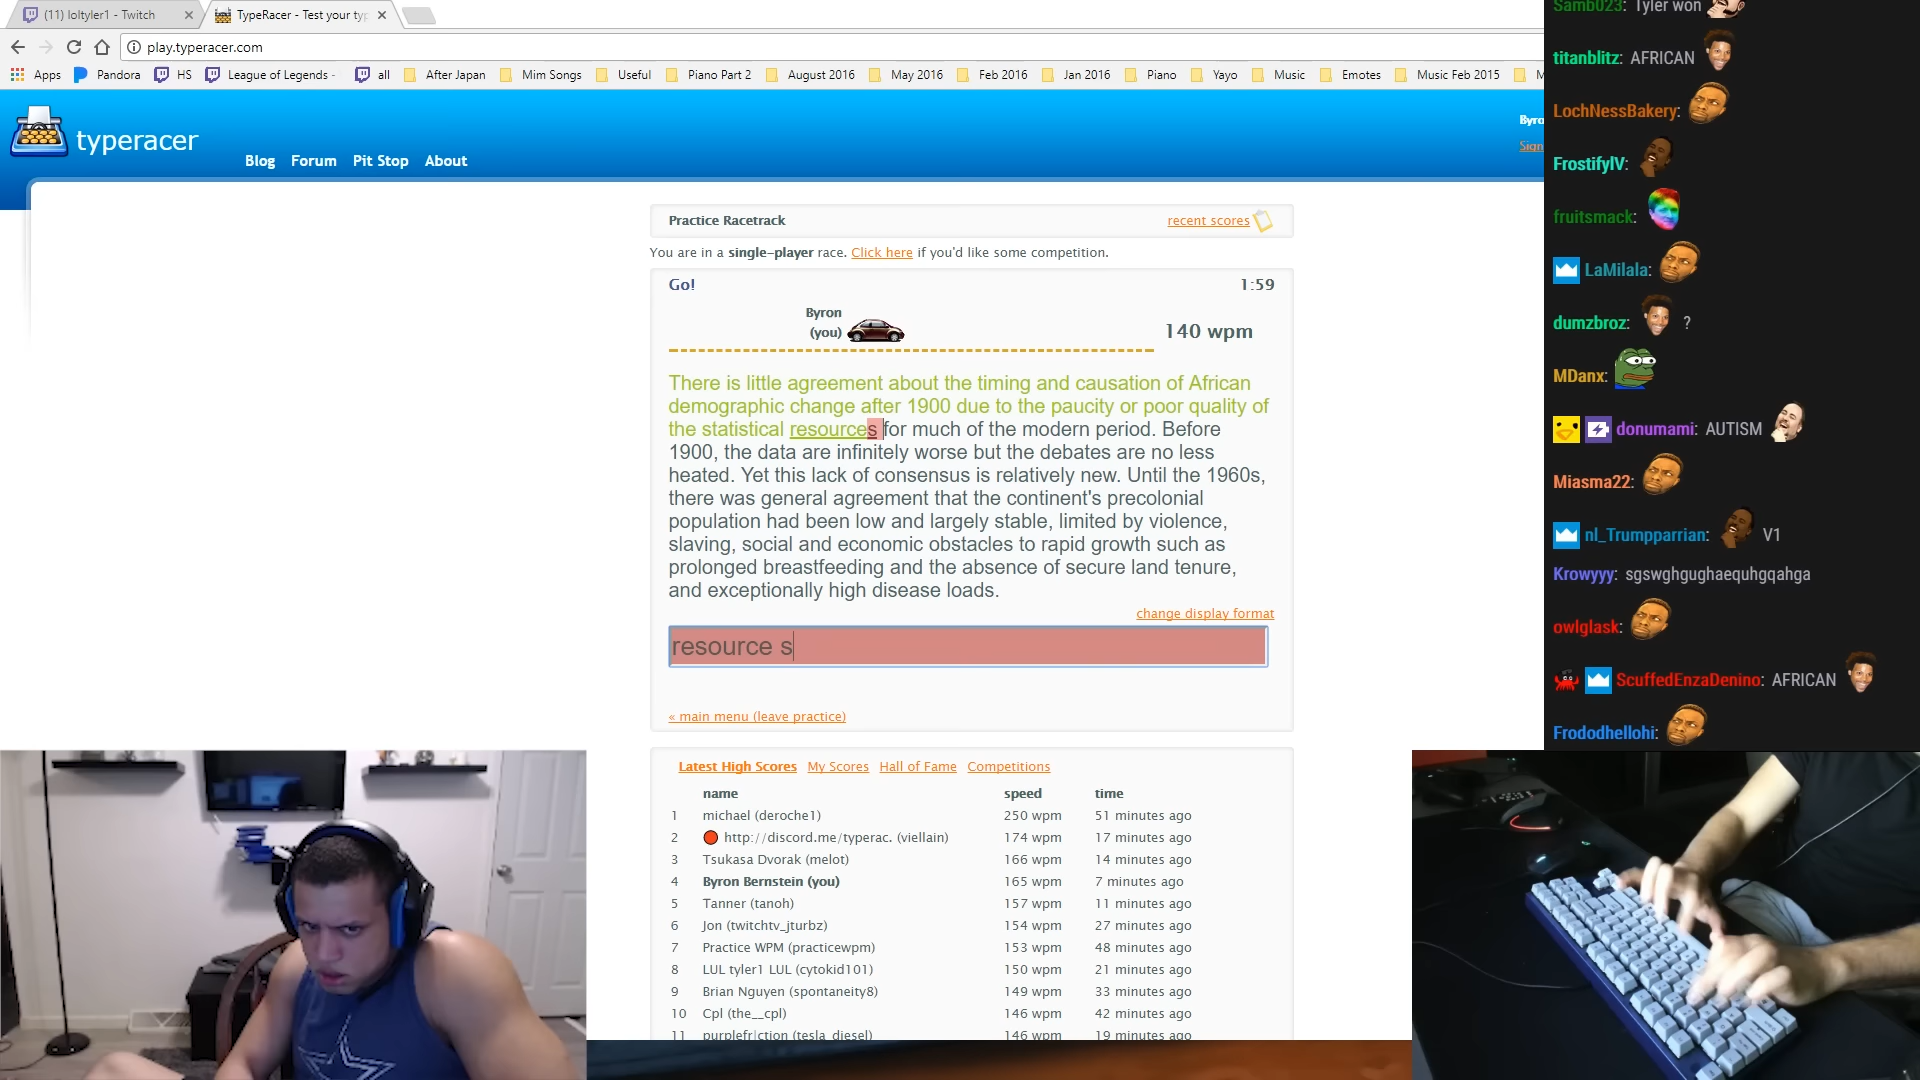 (11) loltyler1 - Twitch
TypeRacer - Test your typ
play.typeracer.com
Apps Pandora HS League of Legends - all After Japan Mim Songs Useful Piano Part 2 August 2016 May 2016 Feb 2016 Jan 2016 Piano Yayo Music Emotes Music Feb 2015 M
typeracer
Blog Forum Pit Stop About
Byro
Sign
Practice Racetrack
recent scores
You are in a single-player race. Click here if you'd like some competition.
Go!
1:59
Byron
(you)
140 wpm
There is little agreement about the timing and causation of African
demographic change after 1900 due to the paucity or poor quality of
the statistical resources for much of the modern period. Before
1900, the data are infinitely worse but the debates are no less
heated. Yet this lack of consensus is relatively new. Until the 1960s,
there was general agreement that the continent's precolonial
population had been low and largely stable, limited by violence,
slaving, social and economic obstacles to rapid growth such as
prolonged breastfeeding and the absence of secure land tenure,
and exceptionally high disease loads.
change display format
resource s
« main menu (leave practice)
Latest High Scores My Scores Hall of Fame Competitions
name speed time
1 michael (deroche1) 250 wpm 51 minutes ago
2 http://discord.me/typerac. (viellain) 174 wpm 17 minutes ago
3 Tsukasa Dvorak (melot) 166 wpm 14 minutes ago
4 Byron Bernstein (you) 165 wpm 7 minutes ago
5 Tanner (tanoh) 157 wpm 11 minutes ago
6 Jon (twitchtv_jturbz) 154 wpm 27 minutes ago
7 Practice WPM (practicewpm) 153 wpm 48 minutes ago
8 LUL tyler1 LUL (cytokid101) 150 wpm 21 minutes ago
9 Brian Nguyen (spontaneity8) 149 wpm 33 minutes ago
10 Cpl (the__cpl) 146 wpm 42 minutes ago
11 purplefr|ction (tesla_diesel) 146 wpm 19 minutes ago
Samb023: Tyler won
titanblitz: AFRICAN
LochNessBakery:
FrostifyIV:
fruitsmack:
LaMilala:
dumzbroz: ?
MDanx:
donumami: AUTISM
Miasma22:
nl_Trumpparrian: V1
Krowyyy: sgswghgughaequhgqahga
owlglask:
ScuffedEnzaDenino: AFRICAN
Frododhellohi: